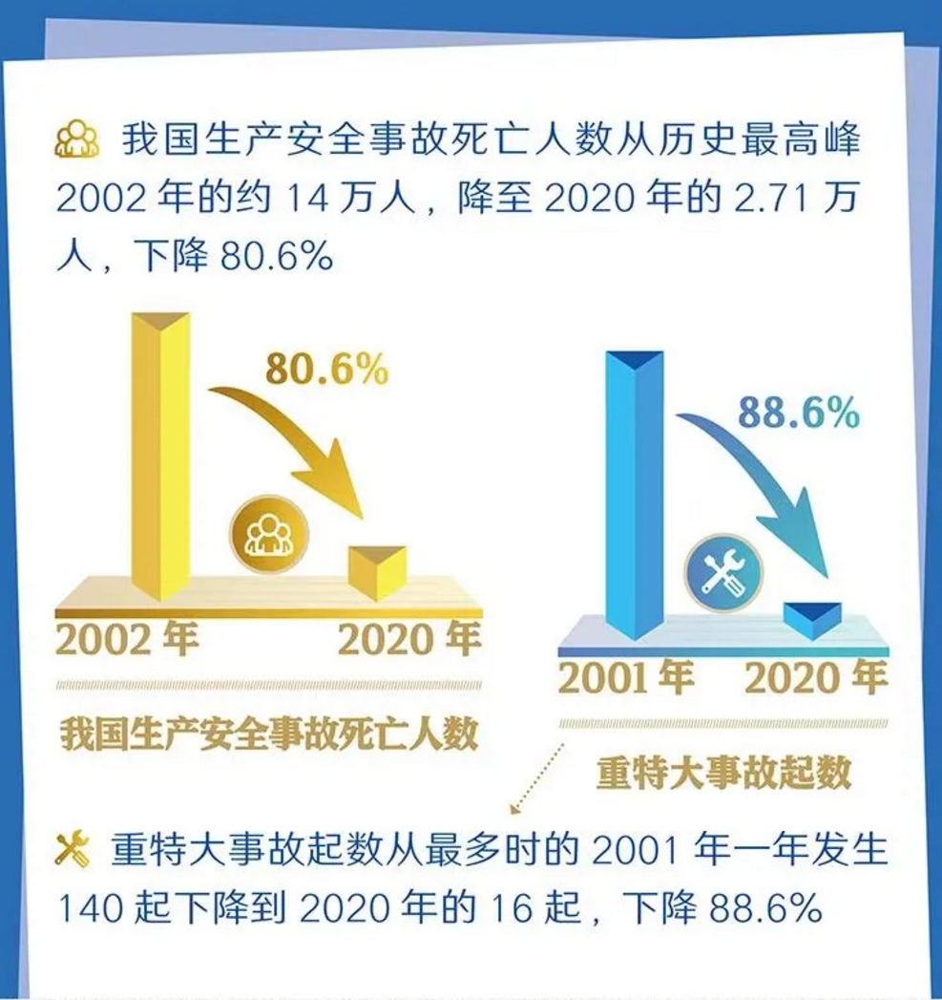 我国生产安全事故死亡人数从历史最高峰
2002 年的约 14 万人，降至 2020 年的 2.71 万
人，下降 80.6%
80.6%
2002 年
2020 年
我国生产安全事故死亡人数
88.6%
2001 年
2020 年
重特大事故起数
重特大事故起数从最多时的 2001 年一年发生
140 起下降到 2020 年的 16 起，下降 88.6%